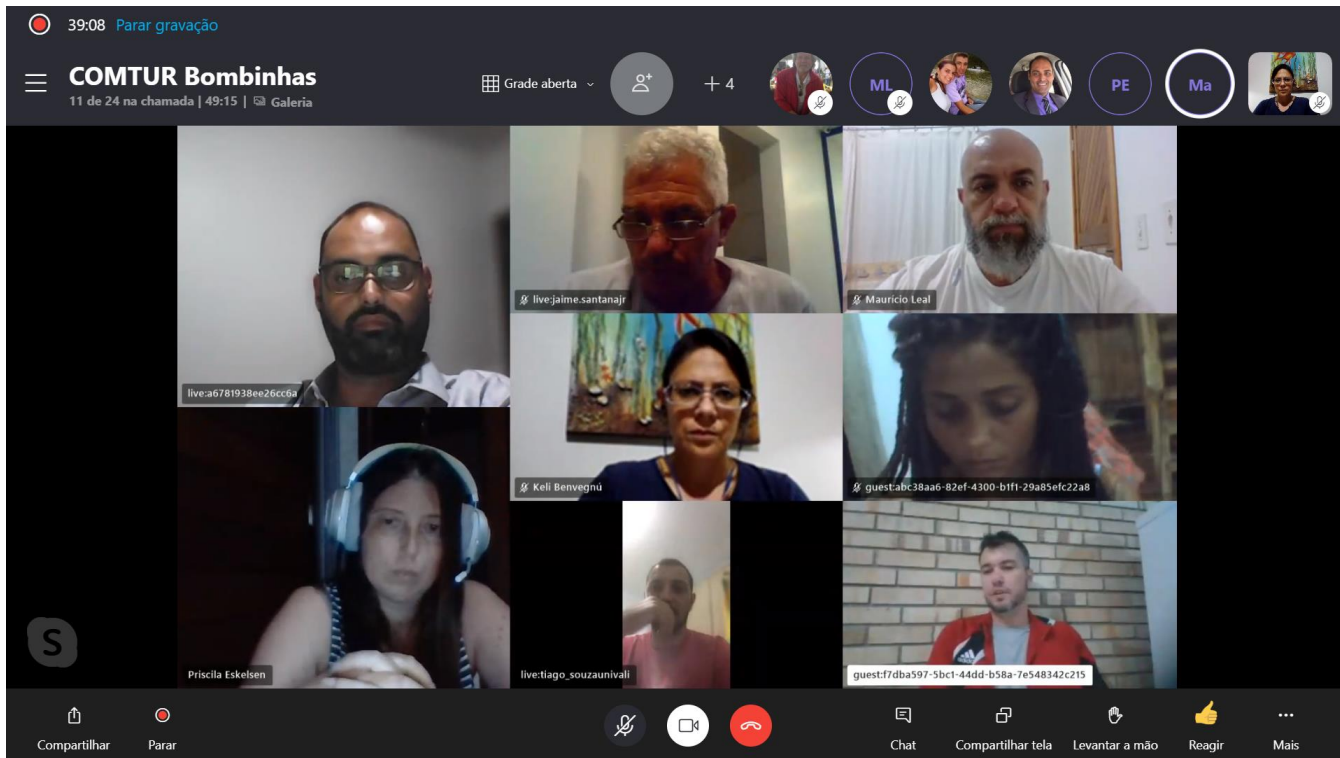 39:08 Parar gravação
COMTUR Bombinhas
11 de 24 na chamada | 49:15 | Galeria
Grade aberta
+ 4
ML
PE
Ma
live:jaime.santanajr
Mauricio Leal
live:a6781938ee26cc6a
Keli Benvegnú
guest:abc38aa6-82ef-4300-b1f1-29a85efc22a8
S
Priscila Eskelsen
live:tiago_souzaunivali
guest:f7dba597-5bc1-44dd-b58a-7e548342c215
Compartilhar
Parar
Chat
Compartilhar tela
Levantar a mão
Reagir
Mais